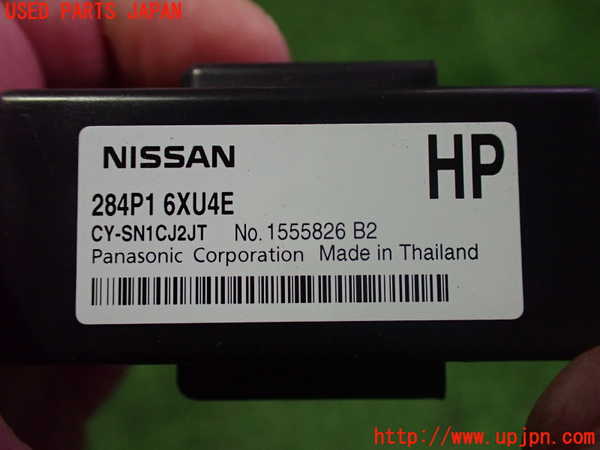 USED PARTS JAPAN
NISSAN
HP
284P1 6XU4E
CY-SN1CJ2JT No. 1555826 B2
Panasonic Corporation Made in Thailand
http://www.upjpn.com/